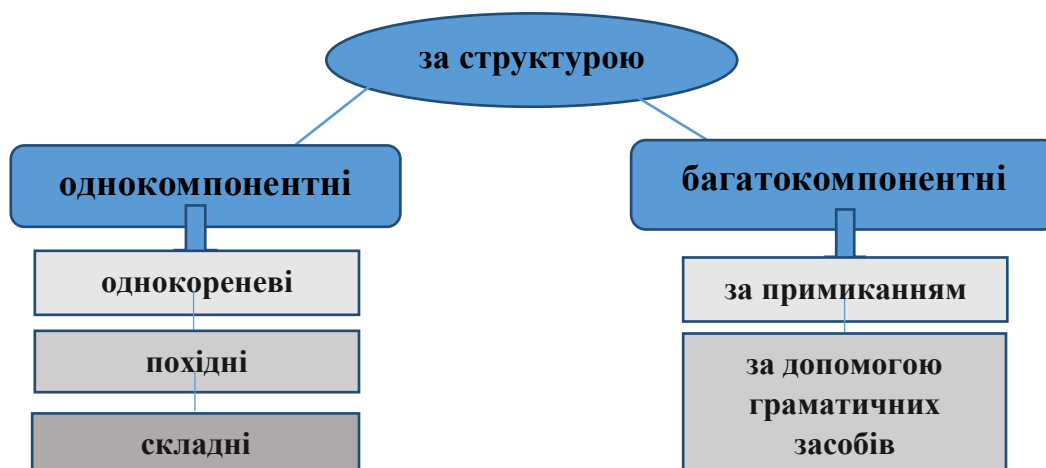 за структурою
однокомпонентні
однокореневі
похідні
складні
багатокомпонентні
за примиканням
за допомогою
граматичних
засобів